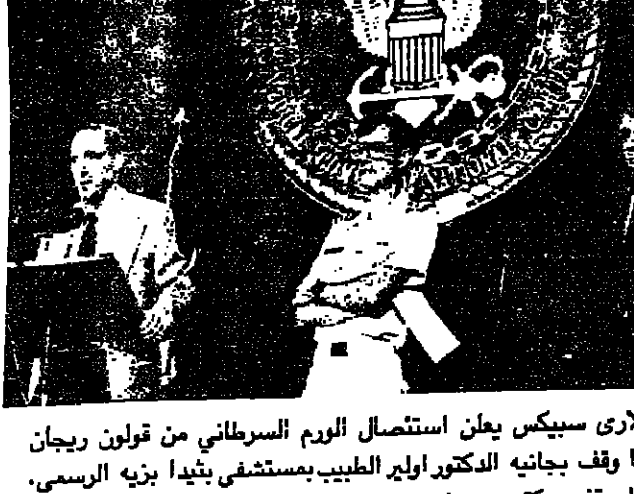 لارى سبيكس يعلن استئصال الورم السرطاني من قولون ريجان
وقف بجانبه الدكتور اولير الطبيب بمستشفي بثيدا بزيه الرسمي.